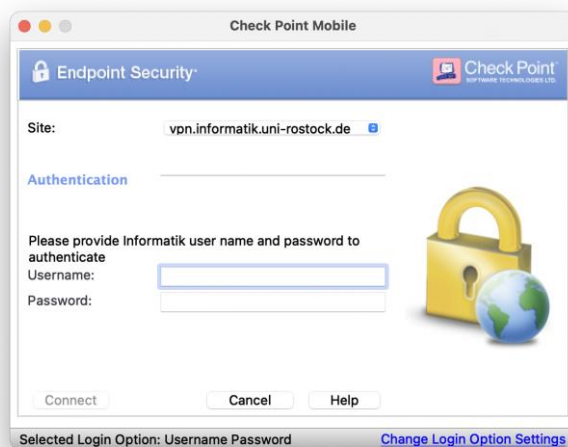 Check Point Mobile
Endpoint Security
Check Point
SOFTWARE TECHNOLOGIES LTD.
Site: vpn.informatik.uni-rostock.de
Authentication
Please provide Informatik user name and password to
authenticate
Username:
Password:
Connect Cancel Help
Selected Login Option: Username Password Change Login Option Settings